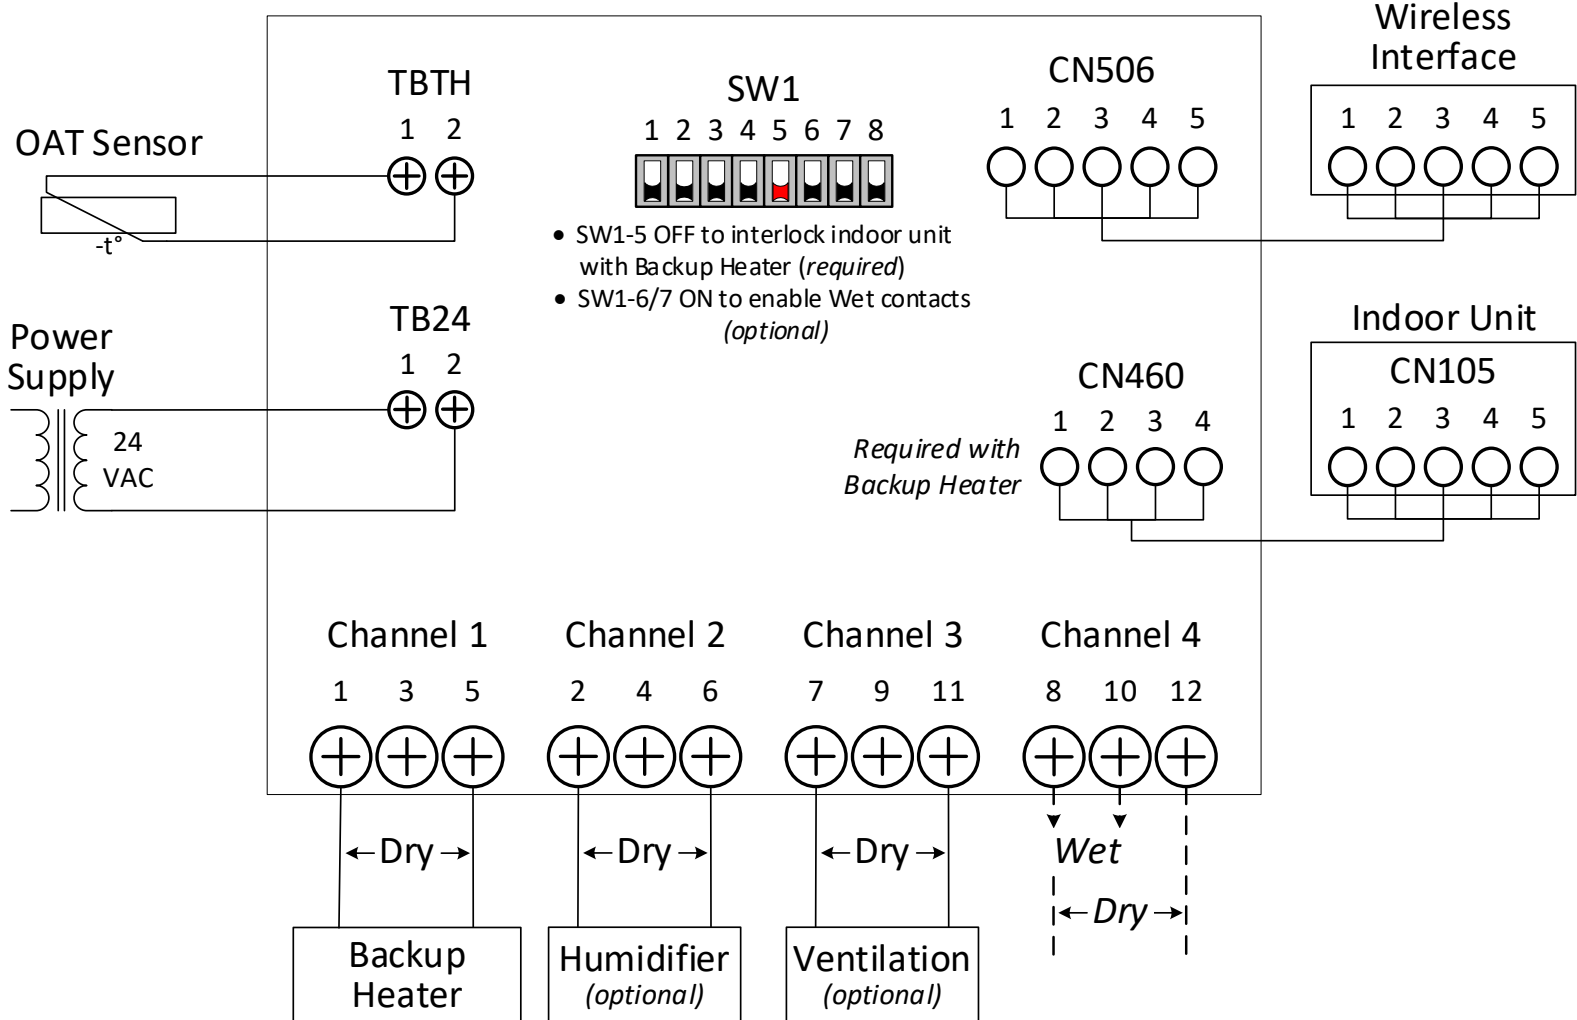 Wireless
Interface
1 2 3 4 5
CN506
1 2 3 4 5
TBTH
1 2
SW1
1 2 3 4 5 6 7 8
OAT Sensor
-t°
• SW1-5 OFF to interlock indoor unit
with Backup Heater (required)
• SW1-6/7 ON to enable Wet contacts
(optional)
Power
Supply
24
VAC
TB24
1 2
CN460
1 2 3 4
Required with
Backup Heater
Indoor Unit
CN105
1 2 3 4 5
Channel 1 Channel 2 Channel 3 Channel 4
1 3 5 2 4 6 7 9 11 8 10 12
Dry Dry Dry Wet
Dry
Backup
Heater
Humidifier
(optional)
Ventilation
(optional)